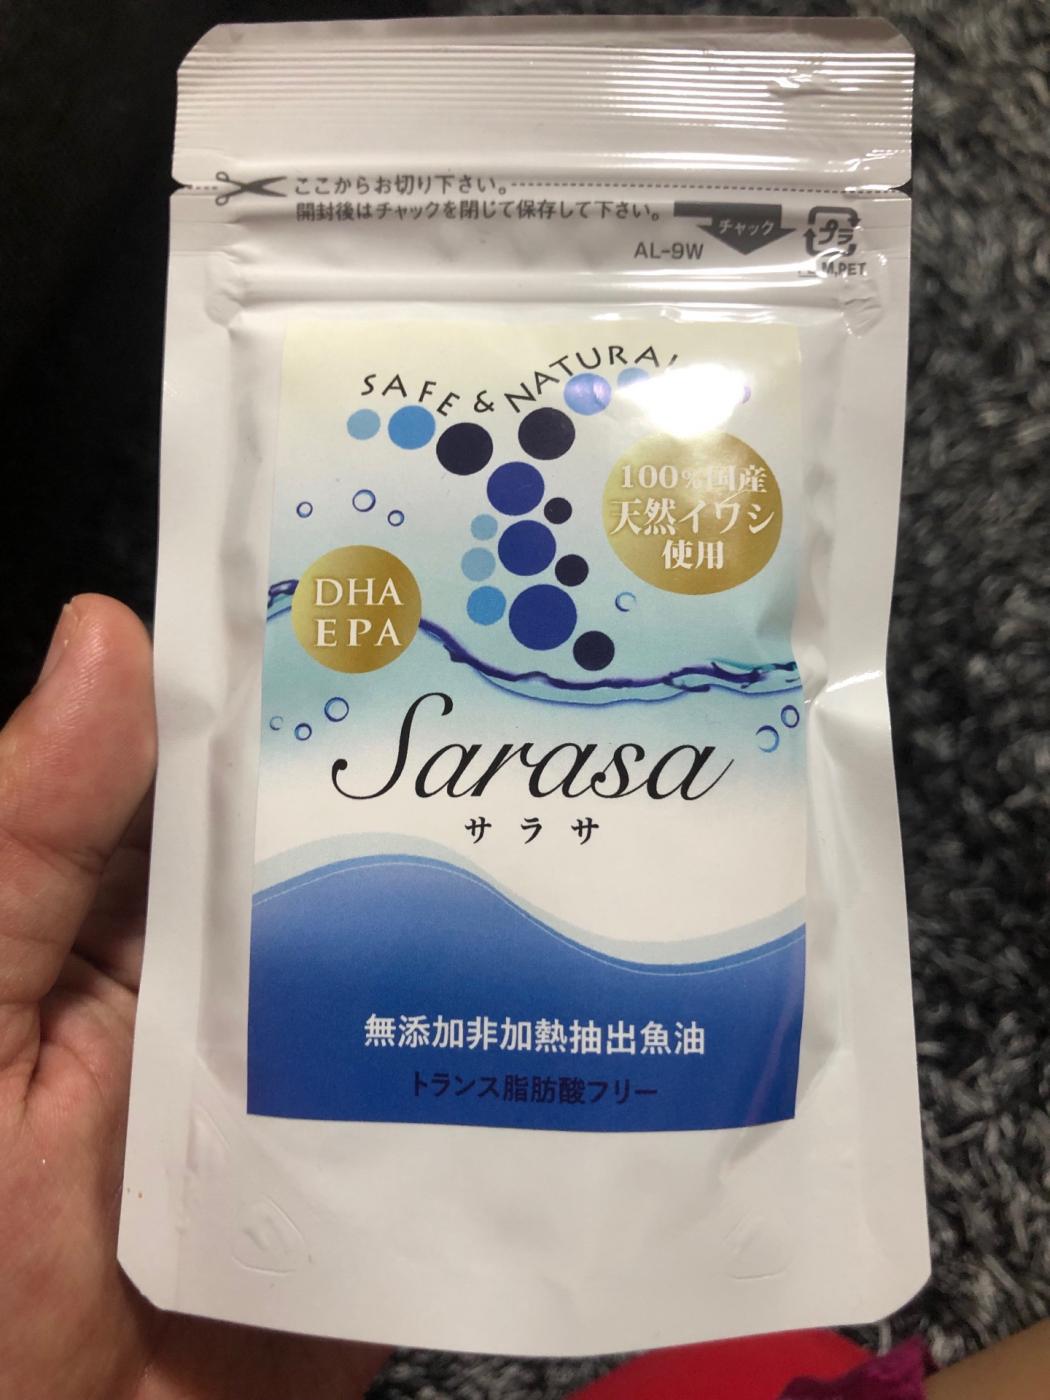 ここからお切り下さい。
開封後はチャックを閉じて保存して下さい。
チャック
プラ
AL-9W
M,PET
SAFE & NATURAL
100%国産
天然イワシ
使用
DHA
EPA
Sarasa
サラサ
無添加非加熱抽出魚油
トランス脂肪酸フリー